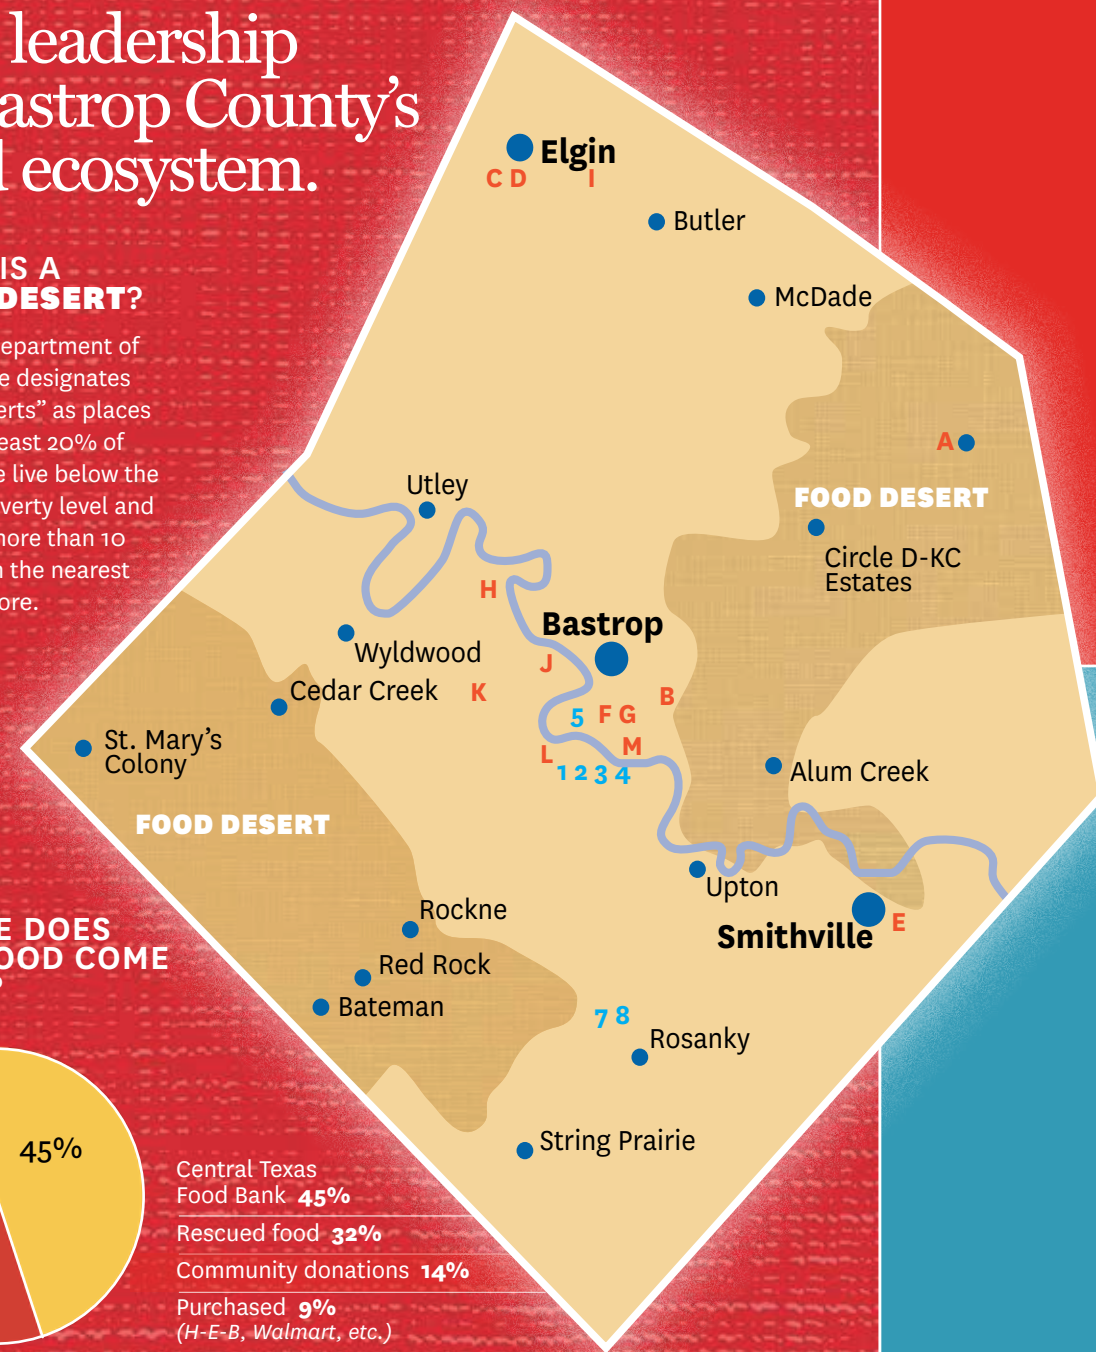 leadership
astrop County's
ecosystem.
IS A
DESERT?
epartment of
e designates
erts” as places
east 20% of
e live below the
verty level and
nore than 10
the nearest
ore.
E DOES
OOD COME
45%
Central Texas
Food Bank 45%
Rescued food 32%
Community donations 14%
Purchased 9%
(H-E-B, Walmart, etc.)
Elgin
C D I
Butler
McDade
A
FOOD DESERT
Circle D-KC
Estates
Utley
H
Bastrop
Wyldwood
J
Cedar Creek
K
B
5 F G
St. Mary's
Colony
M
L
1 2 3 4
Alum Creek
FOOD DESERT
Upton
Rockne
E
Smithville
Red Rock
Bateman
7 8
Rosanky
String Prairie